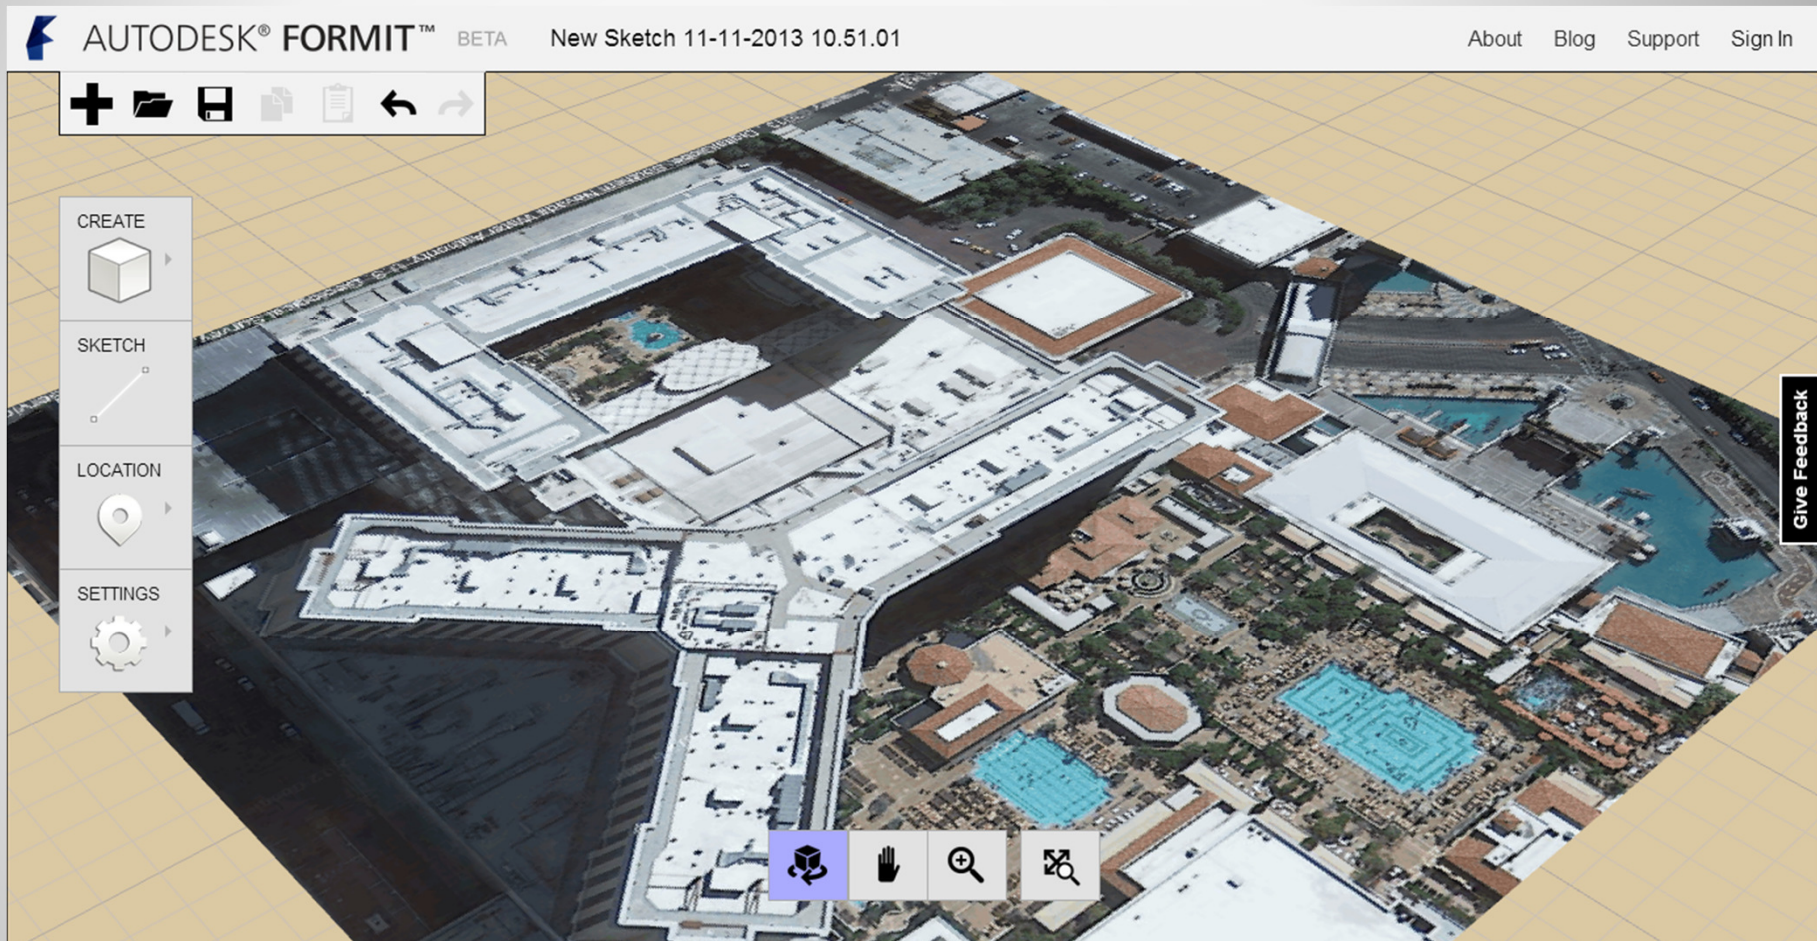 AUTODESK® FORMIT™ BETA New Sketch 11-11-2013 10.51.01 About Blog Support Sign In
CREATE
SKETCH
LOCATION
SETTINGS
Give Feedback